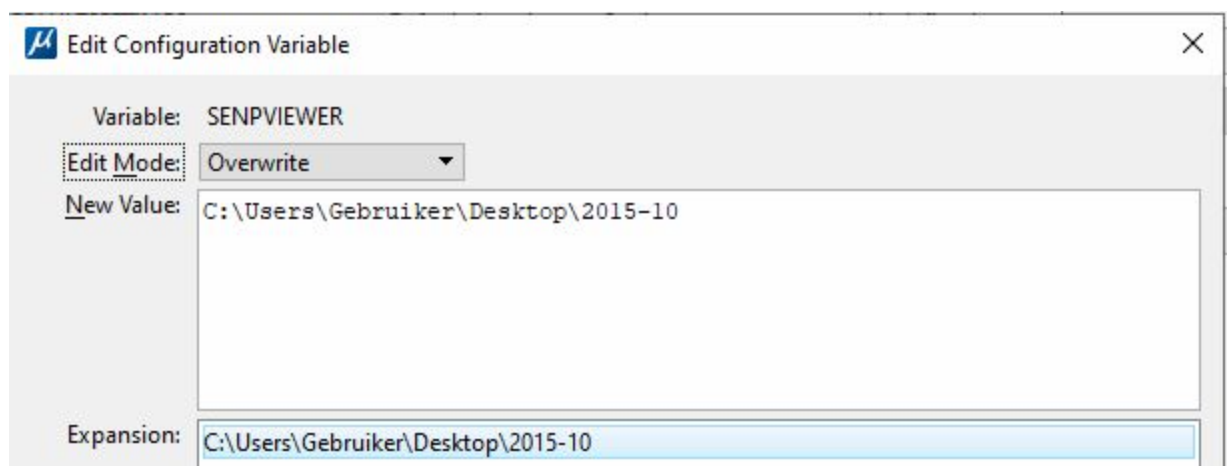 Edit Configuration Variable
Variable: SENPVIEWER
Edit Mode: Overwrite
New Value: C:\Users\Gebruiker\Desktop\2015-10
Expansion: C:\Users\Gebruiker\Desktop\2015-10